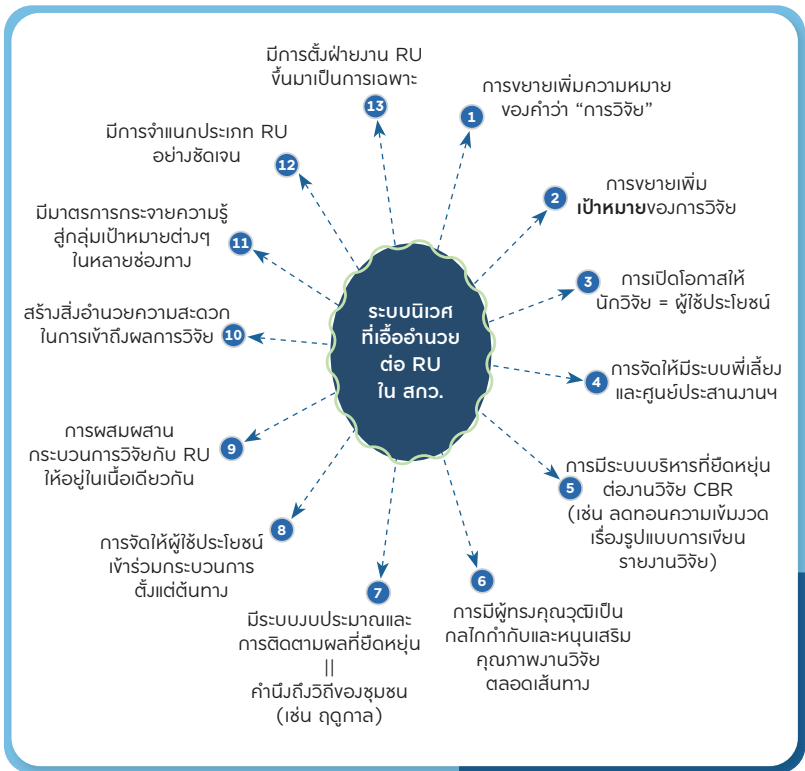 ระบบนิเวศ
ที่เอื้ออำนวย
ต่อ RU
ใน สกว.
1
การขยายเพิ่มความหมาย
ของคำว่า “การวิจัย”
2
การขยายเพิ่ม
เป้าหมายของการวิจัย
3
การเปิดโอกาสให้
นักวิจัย = ผู้ใช้ประโยชน์
4
การจัดให้มีระบบพี่เลี้ยง
และศูนย์ประสานงานฯ
5
การมีระบบบริหารที่ยืดหยุ่น
ต่องานวิจัย CBR
(เช่น ลดทอนความเข้มงวด
เรื่องรูปแบบการเขียน
รายงานวิจัย)
6
การมีผู้ทรงคุณวุฒิเป็น
กลไกกำกับและหนุนเสริม
คุณภาพงานวิจัย
ตลอดเส้นทาง
7
มีระบบงบประมาณและ
การติดตามผลที่ยืดหยุ่น
||
คำนึงถึงวิถีของชุมชน
(เช่น ฤดูกาล)
8
การจัดให้ผู้ใช้ประโยชน์
เข้าร่วมกระบวนการ
ตั้งแต่ต้นทาง
9
การผสมผสาน
กระบวนการวิจัยกับ RU
ให้อยู่ในเนื้อเดียวกัน
10
สร้างสิ่งอำนวยความสะดวก
ในการเข้าถึงผลการวิจัย
11
มีมาตรการกระจายความรู้
สู่กลุ่มเป้าหมายต่างๆ
ในหลายช่องทาง
12
มีการจำแนกประเภท RU
อย่างชัดเจน
13
มีการตั้งฝ่ายงาน RU
ขึ้นมาเป็นการเฉพาะ